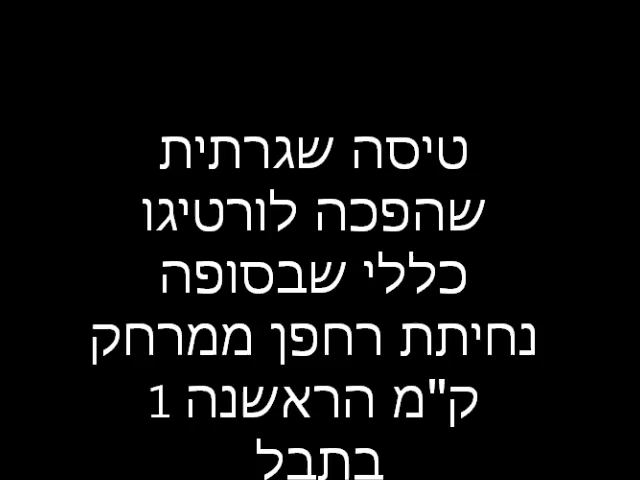 טיסה שגרתית
שהפכה לורטיגו
כללי שבסופה
נחיתת רחפן ממרחק
ק"מ הראשנה 1
בתבל